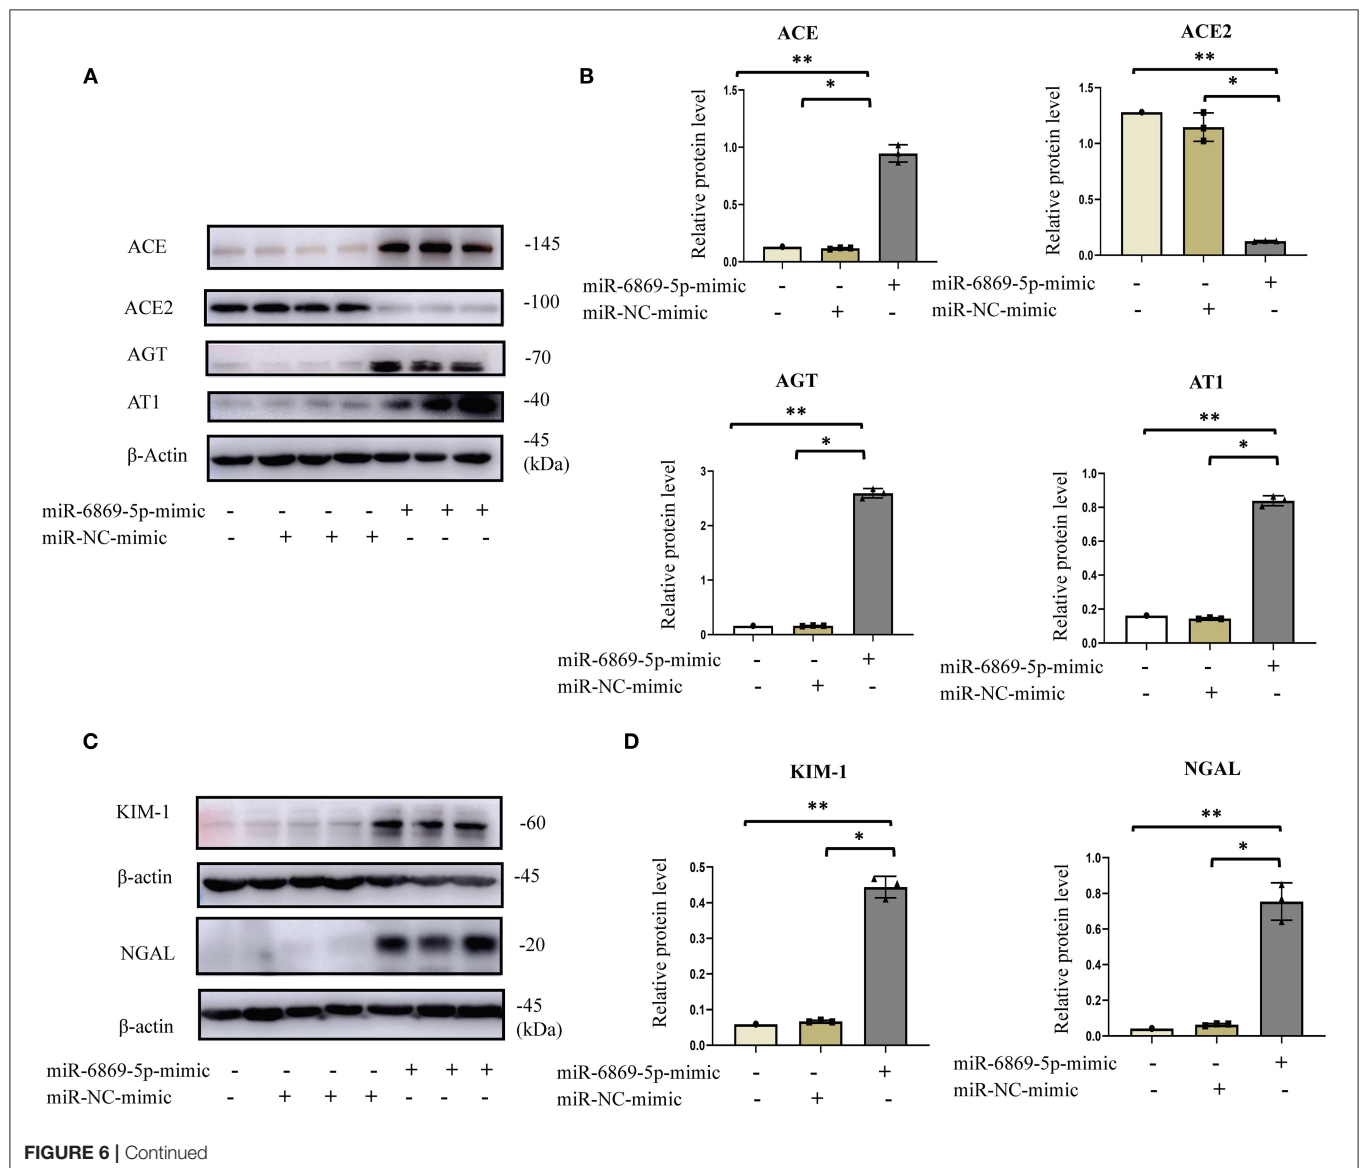 A
ACE -145
ACE2 -100
AGT -70
AT1 -40
β-Actin -45
(kDa)
miR-6869-5p-mimic - - - - + + +
miR-NC-mimic - + + + - - -
B
ACE
**
*
Relative protein level
1.5
1.0
0.5
0.0
miR-6869-5p-mimic - - +
miR-NC-mimic - + -
ACE2
**
*
Relative protein level
1.5
1.0
0.5
0.0
miR-6869-5p-mimic - - +
miR-NC-mimic - + -
AGT
**
*
Relative protein level
3
2
1
0
miR-6869-5p-mimic - - +
miR-NC-mimic - + -
AT1
**
*
Relative protein level
1.0
0.8
0.6
0.4
0.2
0.0
miR-6869-5p-mimic - - +
miR-NC-mimic - + -
C
KIM-1 -60
β-actin -45
NGAL -20
β-actin -45
(kDa)
miR-6869-5p-mimic - - - - + + +
miR-NC-mimic - + + + - - -
D
KIM-1
**
*
Relative protein level
0.5
0.4
0.3
0.2
0.1
0.0
miR-6869-5p-mimic - - +
miR-NC-mimic - + -
NGAL
**
*
Relative protein level
1.0
0.8
0.6
0.4
0.2
0.0
miR-6869-5p-mimic - - +
miR-NC-mimic - + -
FIGURE 6 | Continued